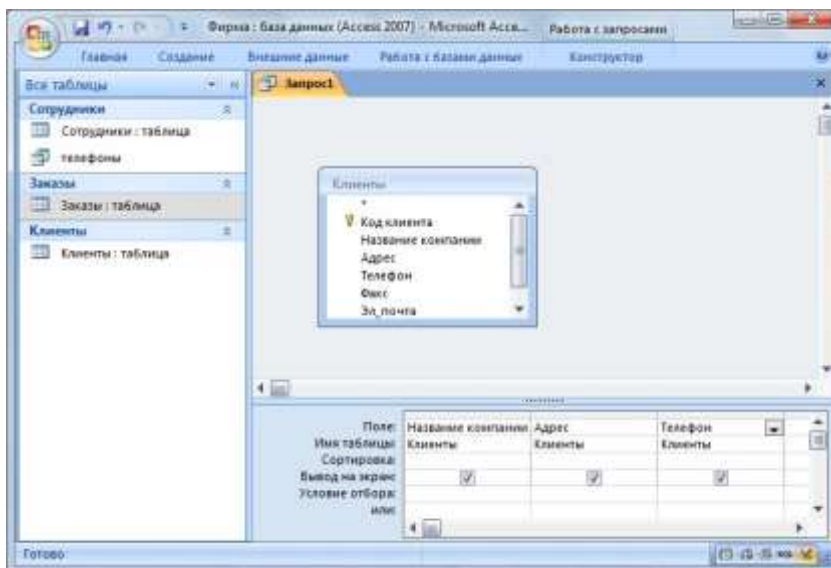 Фирма : база данных (Access 2007) - Microsoft Acce...
Работа с запросами
Главная Создание Внешние данные Работа с базами данных Конструктор
Все таблицы
Запрос1
Сотрудники
Сотрудники : таблица
телефоны
Заказы
Заказы : таблица
Клиенты
Клиенты : таблица
Клиенты
*
Код клиента
Название компании
Адрес
Телефон
Факс
Эл_почта
Поле: Название компании Адрес Телефон
Имя таблицы: Клиенты Клиенты Клиенты
Сортировка:
Вывод на экран:
Условие отбора:
или:
Готово